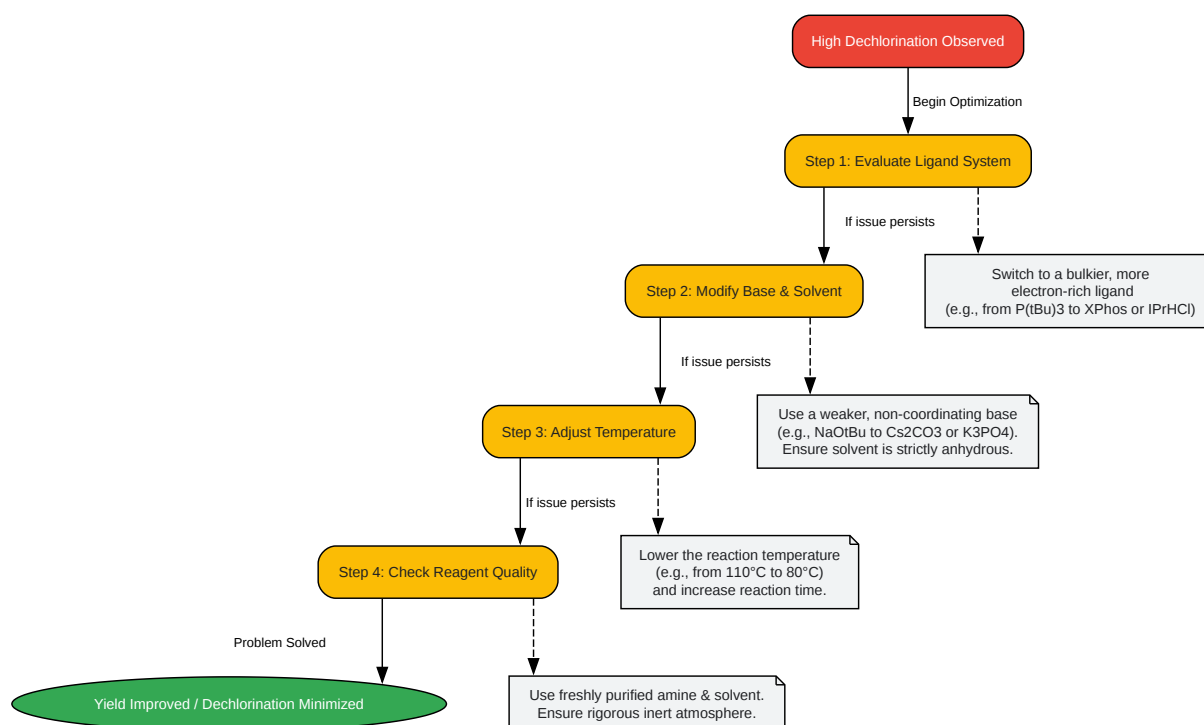 High Dechlorination Observed
Begin Optimization
Step 1: Evaluate Ligand System
If issue persists
Switch to a bulkier, more
electron-rich ligand
(e.g., from P(tBu)3 to XPhos or IPrHCl)
Step 2: Modify Base & Solvent
If issue persists
Use a weaker, non-coordinating base
(e.g., NaOtBu to Cs2CO3 or K3PO4).
Ensure solvent is strictly anhydrous.
Step 3: Adjust Temperature
If issue persists
Lower the reaction temperature
(e.g., from 110°C to 80°C)
and increase reaction time.
Step 4: Check Reagent Quality
Problem Solved
Use freshly purified amine & solvent.
Ensure rigorous inert atmosphere.
Yield Improved / Dechlorination Minimized